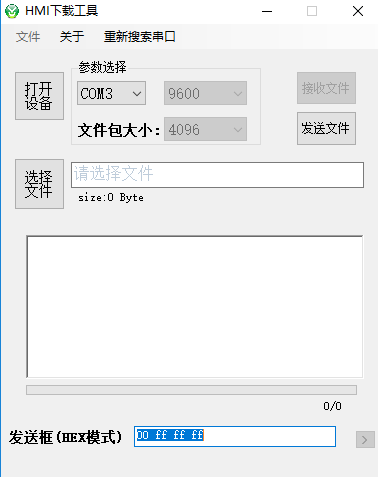 HMI下载工具
文件 关于 重新搜索串口
参数选择
打开
设备
COM3 9600
接收文件
文件包大小: 4096
发送文件
选择
文件
请选择文件
size:0 Byte
0/0
发送框(HEX模式) 00 ff ff ff >